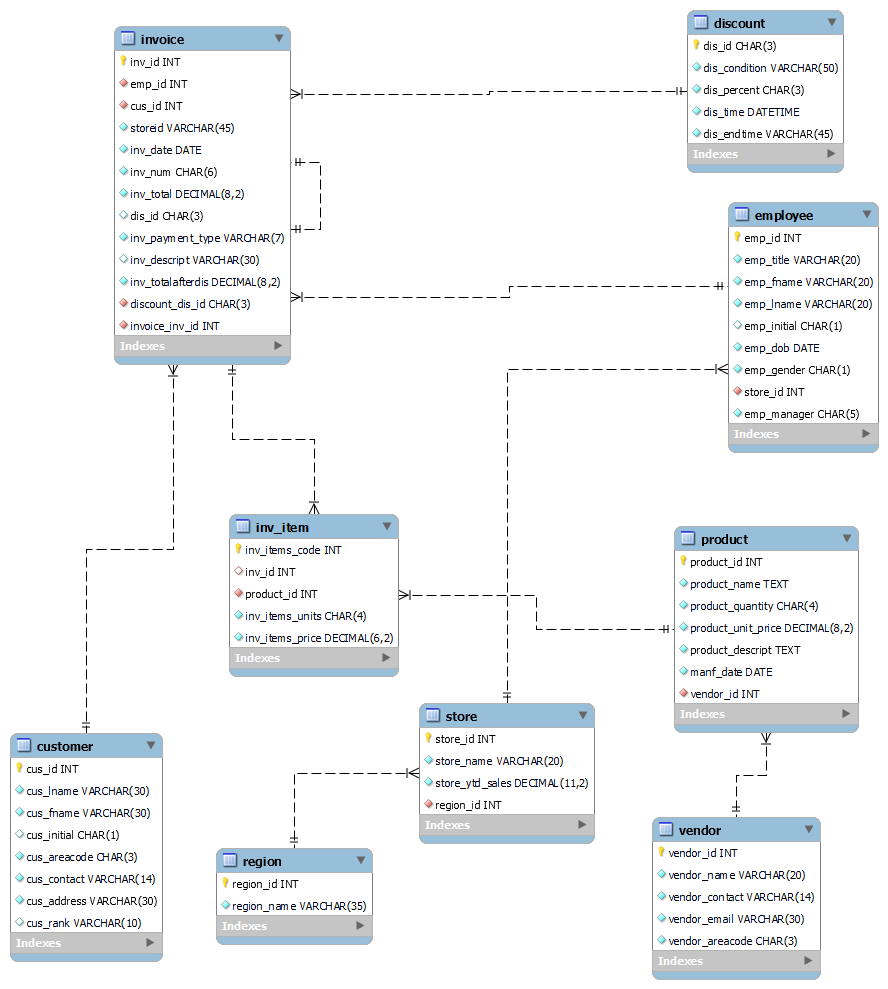 invoice
inv_id INT
emp_id INT
cus_id INT
storeid VARCHAR(45)
inv_date DATE
inv_num CHAR(6)
inv_total DECIMAL(8,2)
dis_id CHAR(3)
inv_payment_type VARCHAR(7)
inv_descript VARCHAR(30)
inv_totalafterdis DECIMAL(8,2)
discount_dis_id CHAR(3)
invoice_inv_id INT
Indexes
discount
dis_id CHAR(3)
dis_condition VARCHAR(50)
dis_percent CHAR(3)
dis_time DATETIME
dis_endtime VARCHAR(45)
Indexes
employee
emp_id INT
emp_title VARCHAR(20)
emp_fname VARCHAR(20)
emp_lname VARCHAR(20)
emp_initial CHAR(1)
emp_dob DATE
emp_gender CHAR(1)
store_id INT
emp_manager CHAR(5)
Indexes
inv_item
inv_items_code INT
inv_id INT
product_id INT
inv_items_units CHAR(4)
inv_items_price DECIMAL(6,2)
Indexes
product
product_id INT
product_name TEXT
product_quantity CHAR(4)
product_unit_price DECIMAL(8,2)
product_descript TEXT
manf_date DATE
vendor_id INT
Indexes
store
store_id INT
store_name VARCHAR(20)
store_ytd_sales DECIMAL(11,2)
region_id INT
Indexes
customer
cus_id INT
cus_lname VARCHAR(30)
cus_fname VARCHAR(30)
cus_initial CHAR(1)
cus_areacode CHAR(3)
cus_contact VARCHAR(14)
cus_address VARCHAR(30)
cus_rank VARCHAR(10)
Indexes
region
region_id INT
region_name VARCHAR(35)
Indexes
vendor
vendor_id INT
vendor_name VARCHAR(20)
vendor_contact VARCHAR(14)
vendor_email VARCHAR(30)
vendor_areacode CHAR(3)
Indexes